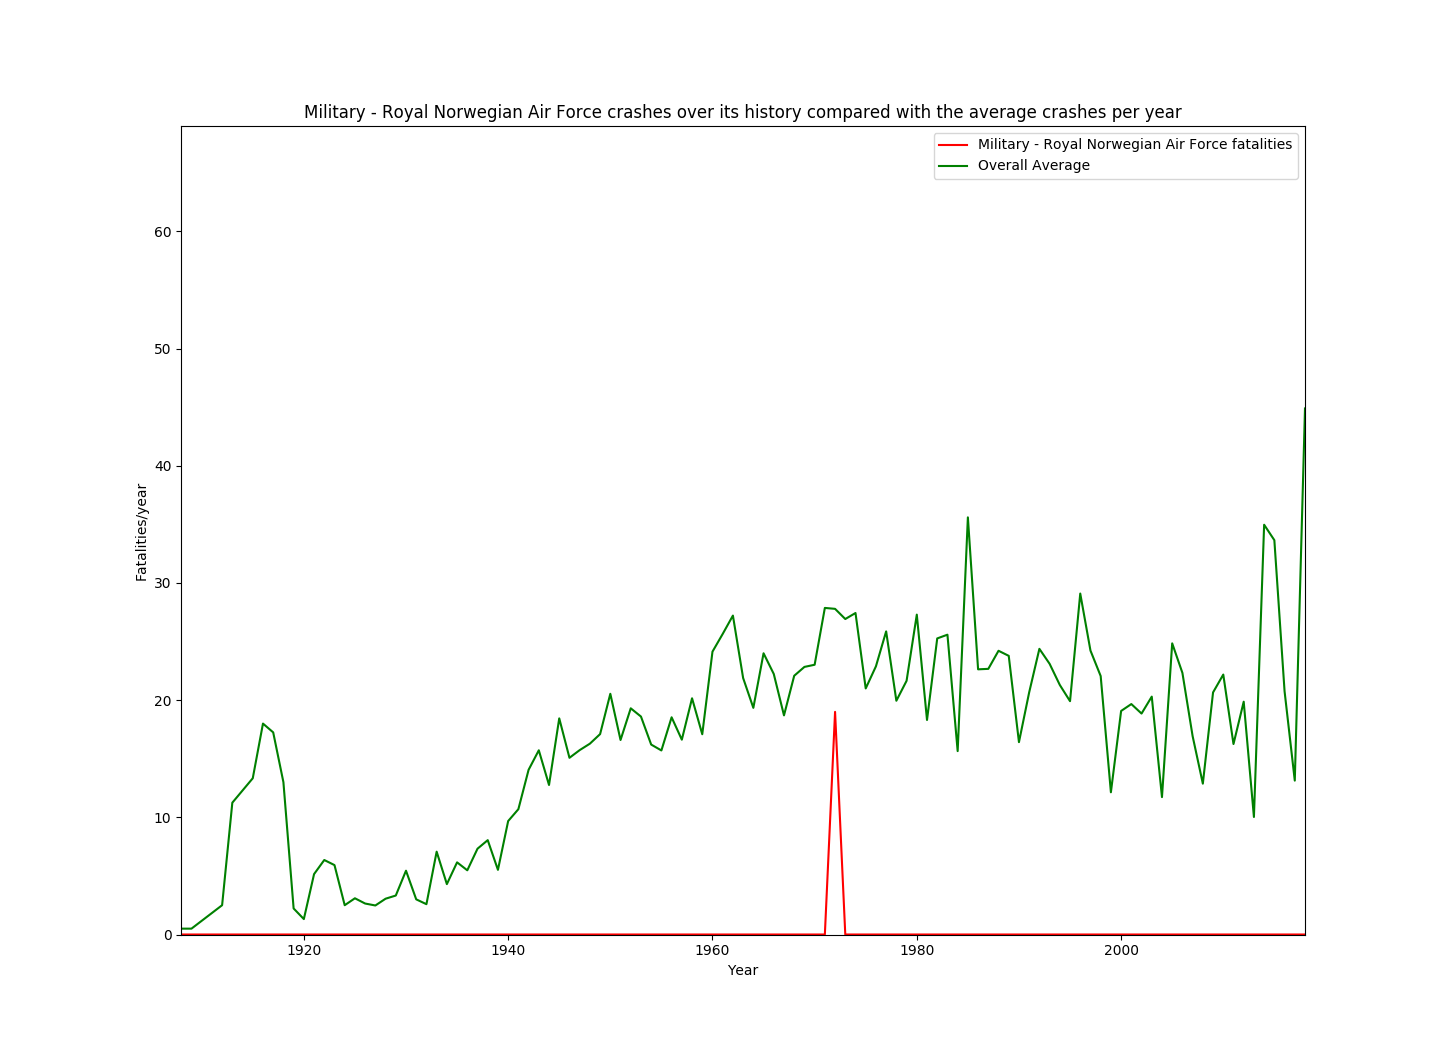 Military - Royal Norwegian Air Force crashes over its history compared with the average crashes per year
Military - Royal Norwegian Air Force fatalities
Overall Average
60
50
40
30
20
10
0
Fatalities/year
1920
1940
1960
1980
2000
Year